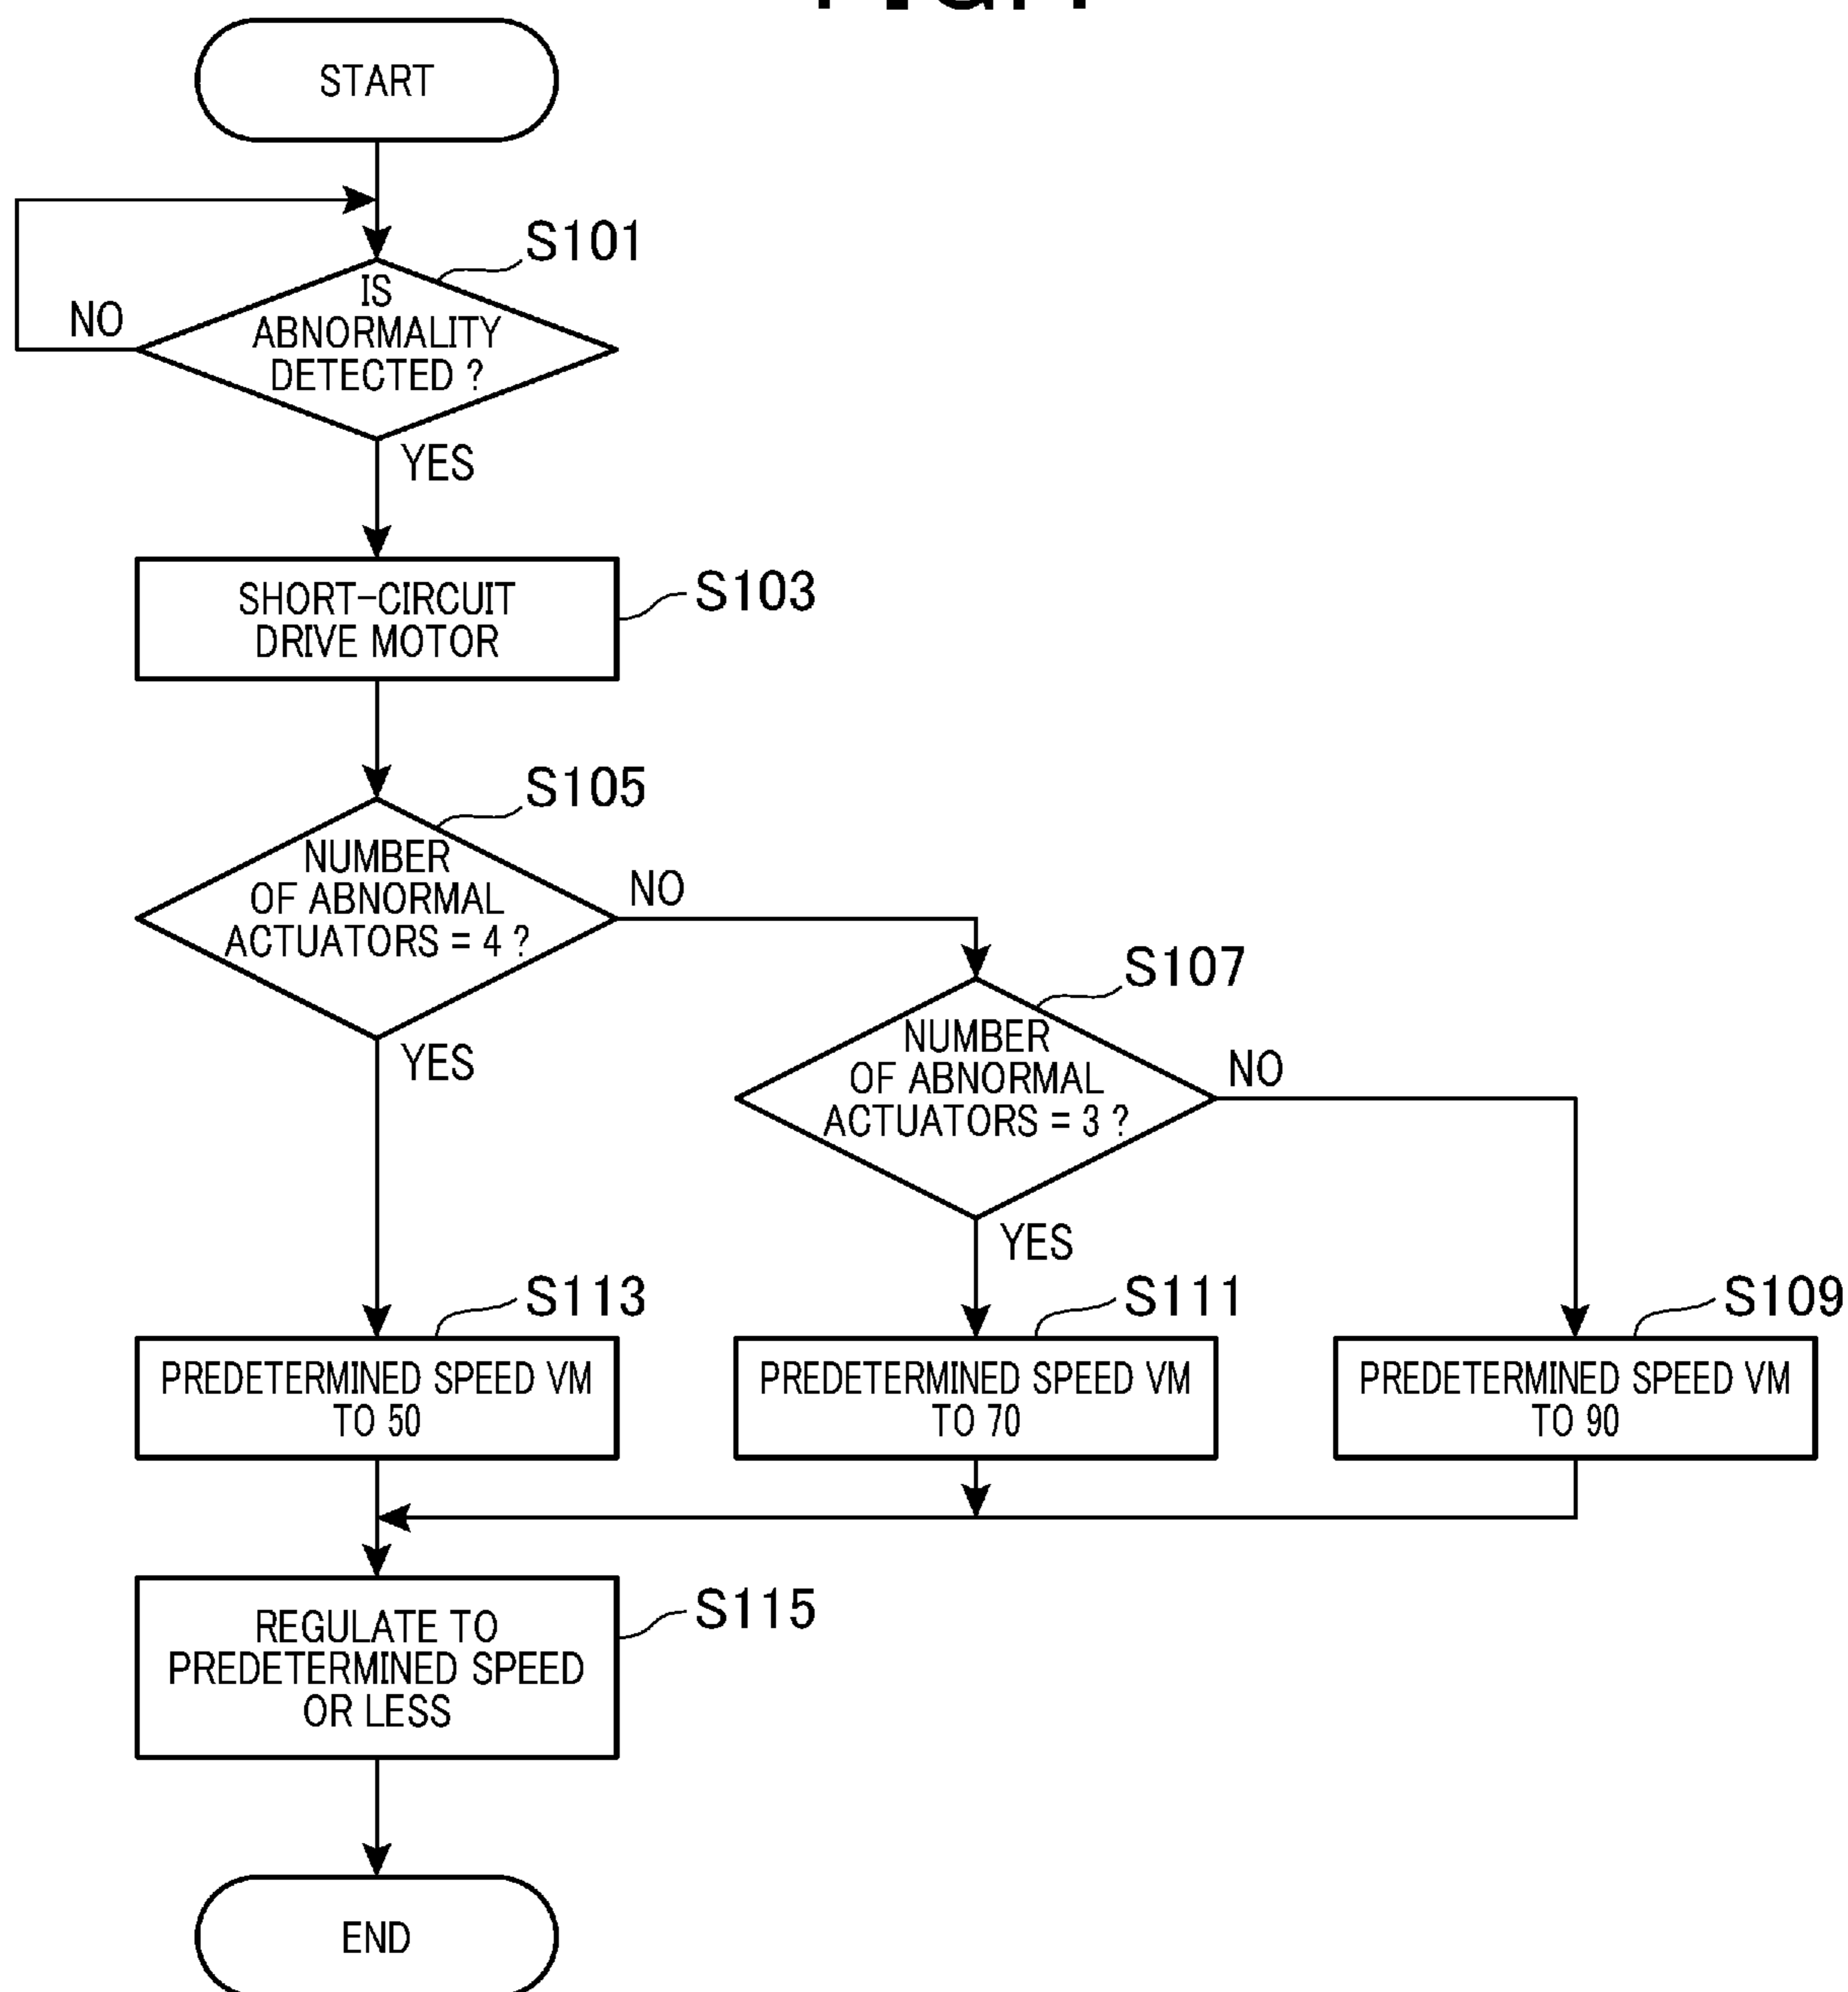 START
S101
IS
ABNORMALITY
DETECTED ?
NO
YES
SHORT-CIRCUIT
DRIVE MOTOR
S103
S105
NUMBER
OF ABNORMAL
ACTUATORS = 4 ?
NO
YES
S107
NUMBER
OF ABNORMAL
ACTUATORS = 3 ?
NO
YES
S113
PREDETERMINED SPEED VM
TO 50
S111
PREDETERMINED SPEED VM
TO 70
S109
PREDETERMINED SPEED VM
TO 90
REGULATE TO
PREDETERMINED SPEED
OR LESS
S115
END